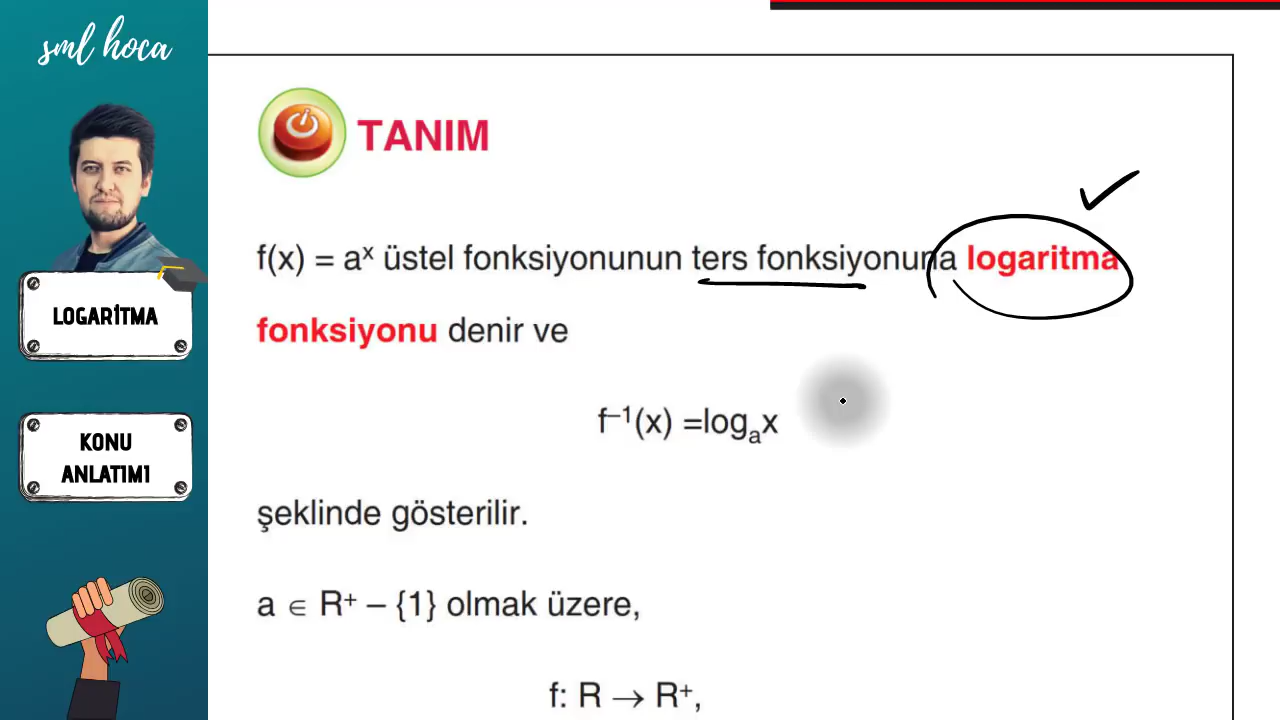 sml hoca
LOGARİTMA
KONU
ANLATIMI
TANIM
f(x) = aˣ üstel fonksiyonunun ters fonksiyonuna logaritma
fonksiyonu denir ve
f⁻¹(x) =logₐx
şeklinde gösterilir.
a ∈ R⁺ – {1} olmak üzere,
f: R → R⁺,